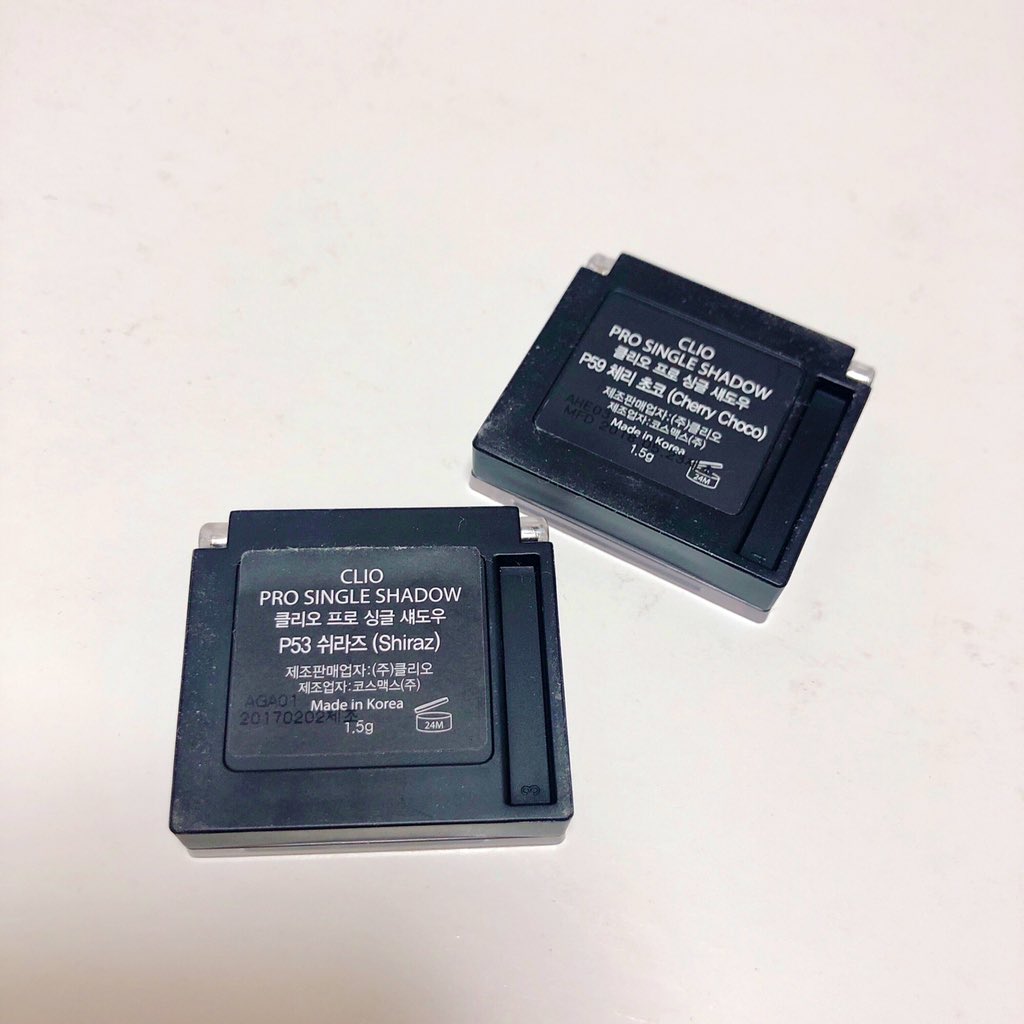 CLIO
PRO SINGLE SHADOW
클리오 프로 싱글 섀도우
P59 체리 초코 (Cherry Choco)
제조판매업자:(주)클리오
제조업자:코스맥스(주)
Made in Korea
MFD
1.5g
24M
CLIO
PRO SINGLE SHADOW
클리오 프로 싱글 섀도우
P53 쉬라즈 (Shiraz)
제조판매업자:(주)클리오
제조업자:코스맥스(주)
AGA01
Made in Korea
20170202제조
1.5g
24M